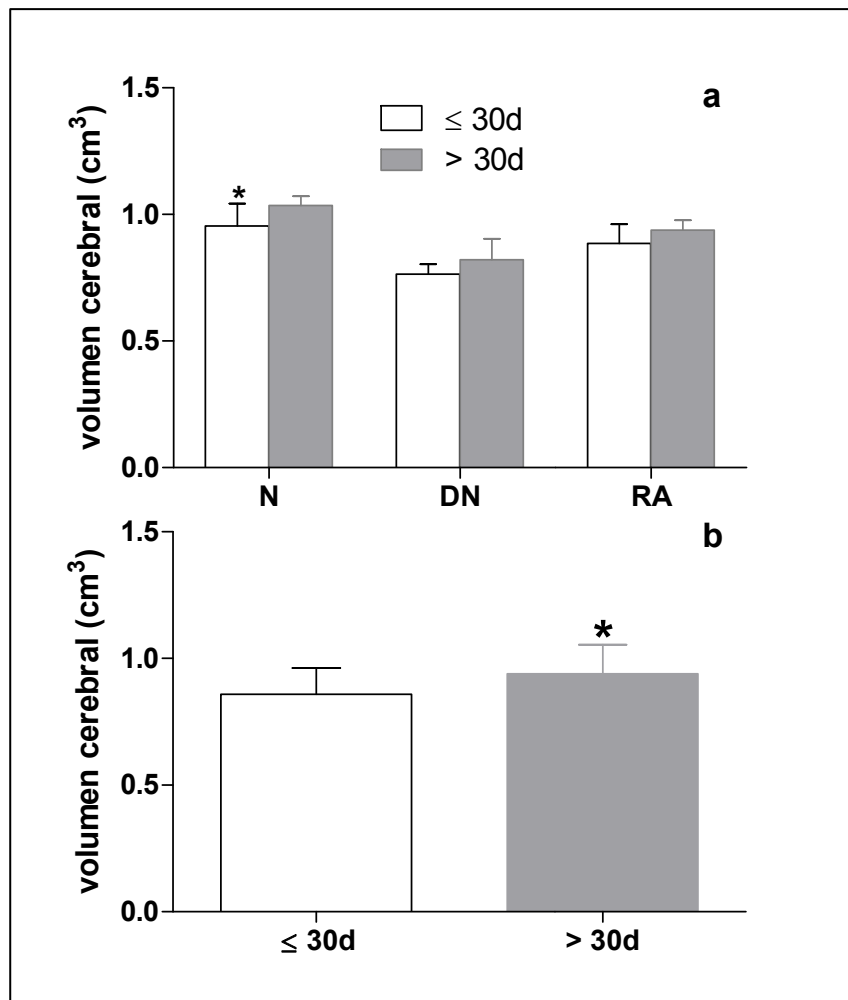 a
volumen cerebral (cm³)
1.5
1.0
0.5
0.0
≤ 30d
> 30d
*
N DN RA
b
volumen cerebral (cm³)
1.5
1.0
0.5
0.0
*
≤ 30d > 30d